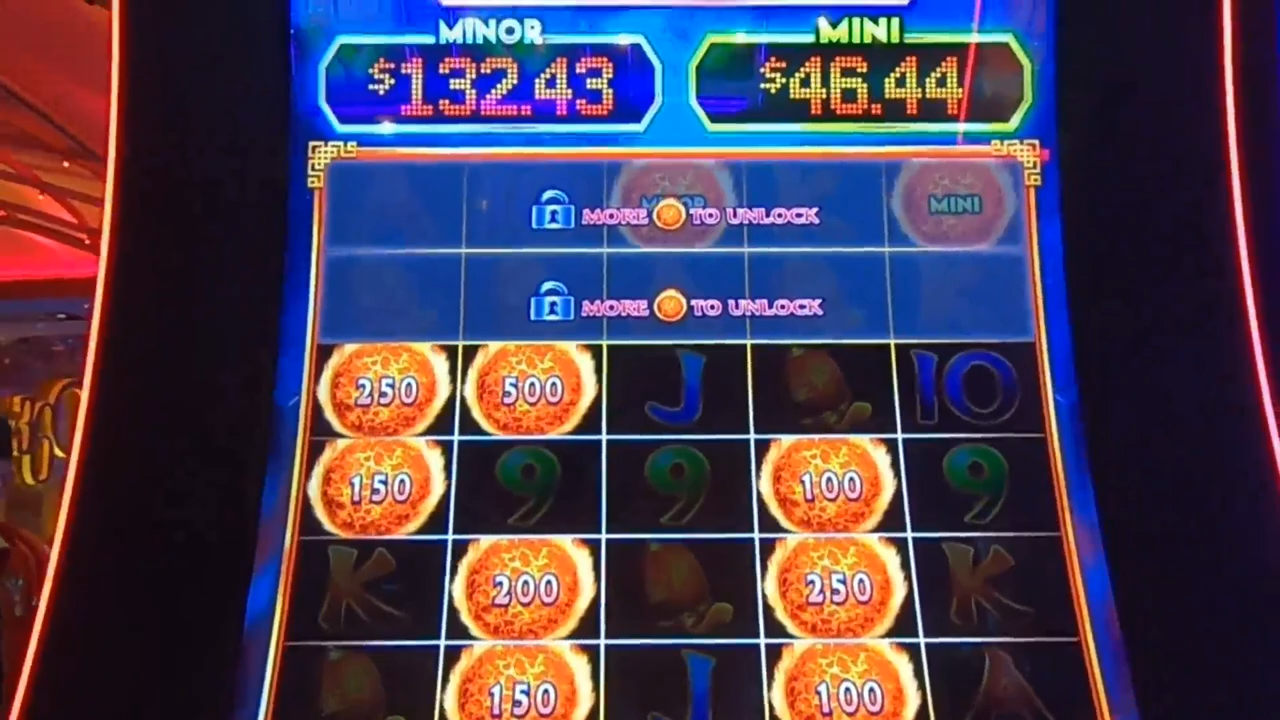 MINOR MINI
$132.43 $46.44
MINOR MINI
MORE TO UNLOCK
MORE TO UNLOCK
250 500 J 10
150 9 9 100 9
K 200 250 K
150 J 100 A